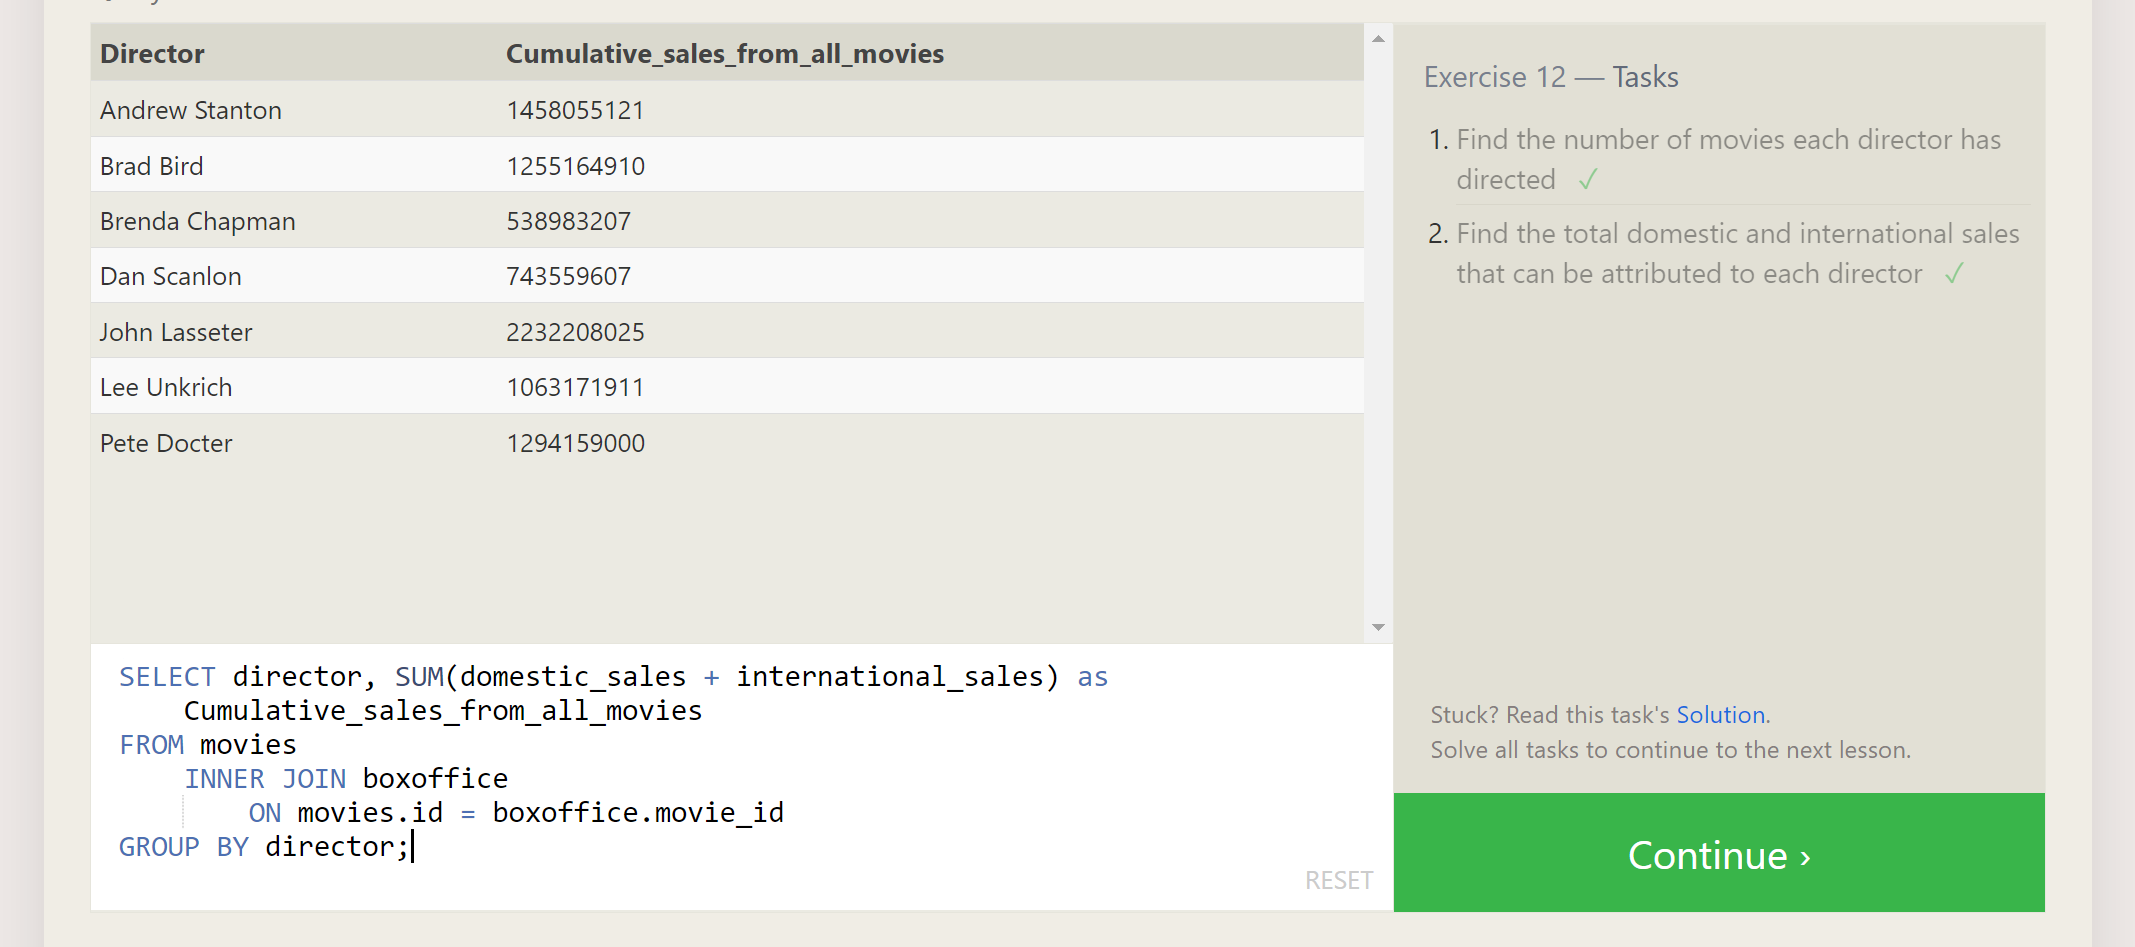 Director Cumulative_sales_from_all_movies
Andrew Stanton 1458055121
Brad Bird 1255164910
Brenda Chapman 538983207
Dan Scanlon 743559607
John Lasseter 2232208025
Lee Unkrich 1063171911
Pete Docter 1294159000
SELECT director, SUM(domestic_sales + international_sales) as
Cumulative_sales_from_all_movies
FROM movies
INNER JOIN boxoffice
ON movies.id = boxoffice.movie_id
GROUP BY director;
RESET
Exercise 12 — Tasks
1. Find the number of movies each director has
directed ✓
2. Find the total domestic and international sales
that can be attributed to each director ✓
Stuck? Read this task's Solution.
Solve all tasks to continue to the next lesson.
Continue ›